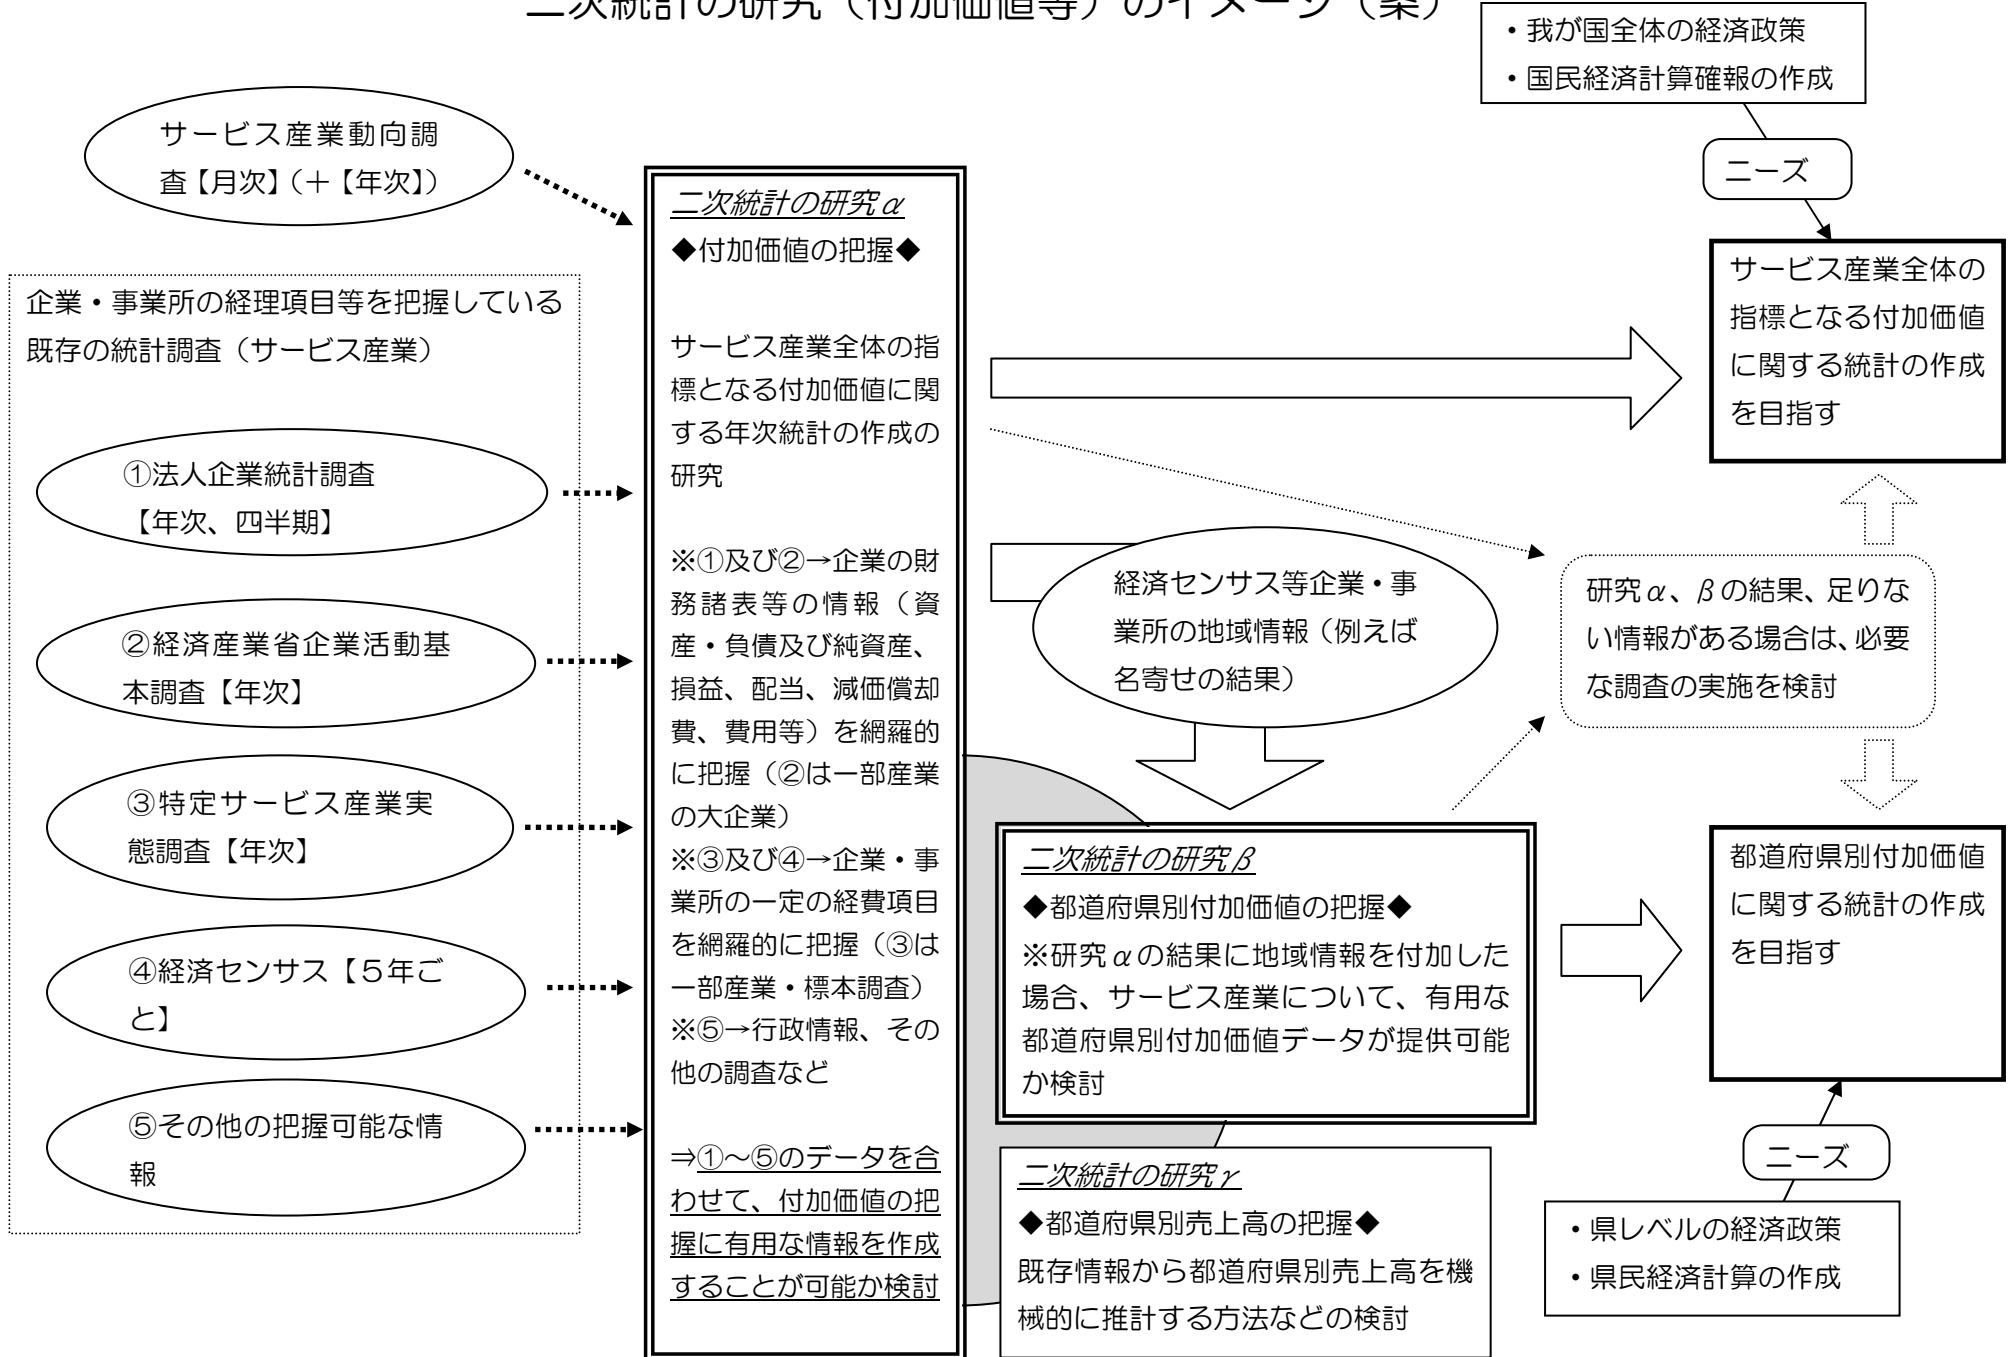 二次統計の研究（付加価値等）のイメージ（案）
・我が国全体の経済政策
・国民経済計算確報の作成
ニーズ
サービス産業動向調
査【月次】（＋【年次】）
企業・事業所の経理項目等を把握している
既存の統計調査（サービス産業）
①法人企業統計調査
【年次、四半期】
②経済産業省企業活動基
本調査【年次】
③特定サービス産業実
態調査【年次】
④経済センサス【５年ご
と】
⑤その他の把握可能な情
報
二次統計の研究α
◆付加価値の把握◆
サービス産業全体の指
標となる付加価値に関
する年次統計の作成の
研究
※①及び②→企業の財
務諸表等の情報（資
産・負債及び純資産、
損益、配当、減価償却
費、費用等）を網羅的
に把握（②は一部産業
の大企業）
※③及び④→企業・事
業所の一定の経費項目
を網羅的に把握（③は
一部産業・標本調査）
※⑤→行政情報、その
他の調査など
⇒①～⑤のデータを合
わせて、付加価値の把
握に有用な情報を作成
することが可能か検討
サービス産業全体の
指標となる付加価値
に関する統計の作成
を目指す
経済センサス等企業・事
業所の地域情報（例えば
名寄せの結果）
研究α、βの結果、足りな
い情報がある場合は、必要
な調査の実施を検討
二次統計の研究β
◆都道府県別付加価値の把握◆
※研究αの結果に地域情報を付加した
場合、サービス産業について、有用な
都道府県別付加価値データが提供可能
か検討
都道府県別付加価値
に関する統計の作成
を目指す
二次統計の研究γ
◆都道府県別売上高の把握◆
既存情報から都道府県別売上高を機
械的に推計する方法などの検討
ニーズ
・県レベルの経済政策
・県民経済計算の作成